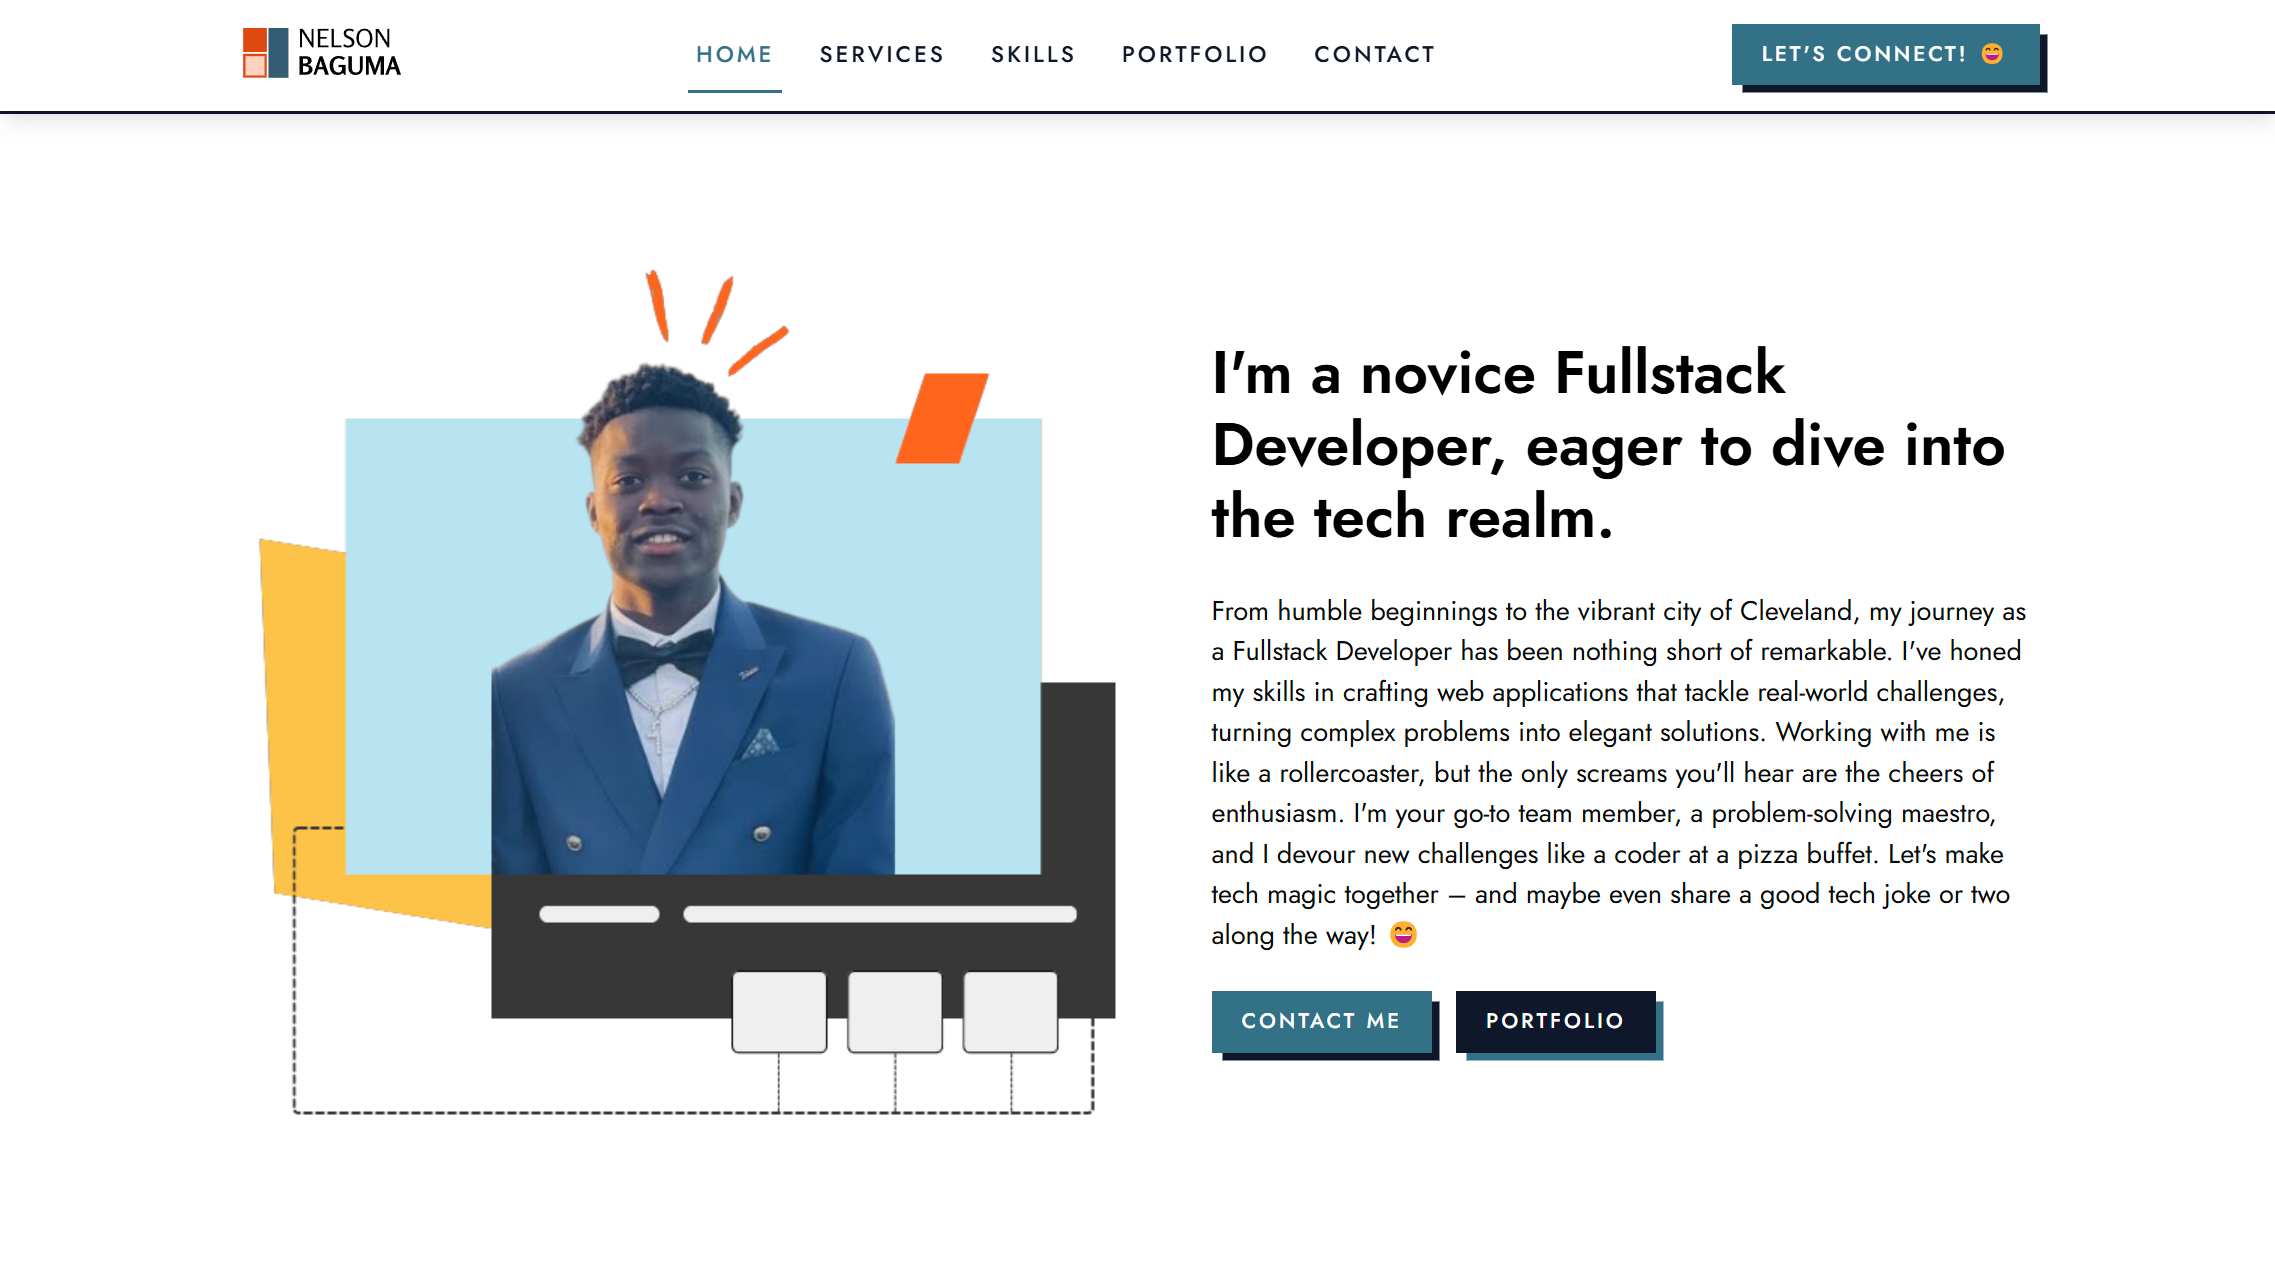 NELSON
BAGUMA
HOME SERVICES SKILLS PORTFOLIO CONTACT
LET'S CONNECT! 😄
I'm a novice Fullstack
Developer, eager to dive into
the tech realm.
From humble beginnings to the vibrant city of Cleveland, my journey as
a Fullstack Developer has been nothing short of remarkable. I've honed
my skills in crafting web applications that tackle real-world challenges,
turning complex problems into elegant solutions. Working with me is
like a rollercoaster, but the only screams you'll hear are the cheers of
enthusiasm. I'm your go-to team member, a problem-solving maestro,
and I devour new challenges like a coder at a pizza buffet. Let's make
tech magic together – and maybe even share a good tech joke or two
along the way! 😄
CONTACT ME PORTFOLIO